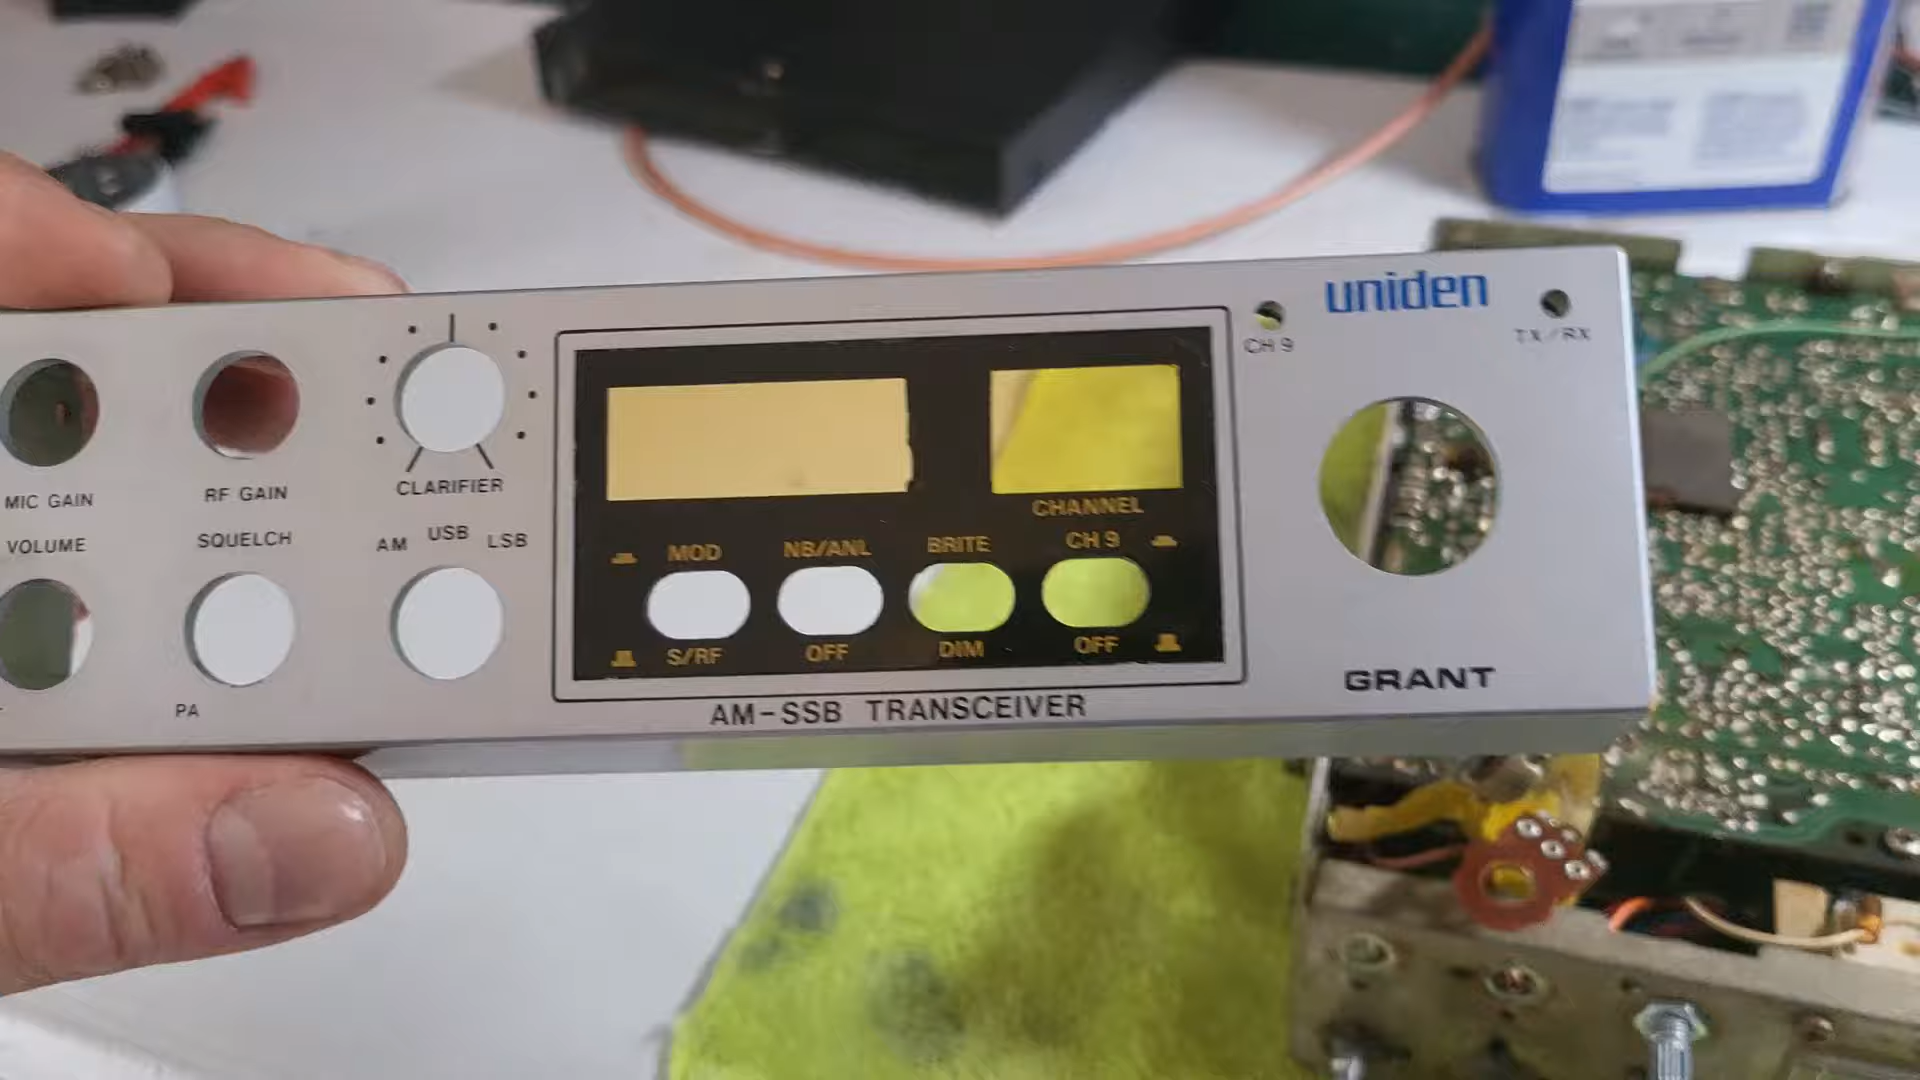 uniden
CH 9
TX/RX
MIC GAIN
RF GAIN
CLARIFIER
CHANNEL
VOLUME
SQUELCH
AM USB LSB
MOD NB/ANL BRITE CH 9
S/RF OFF DIM OFF
PA
AM-SSB TRANSCEIVER
GRANT